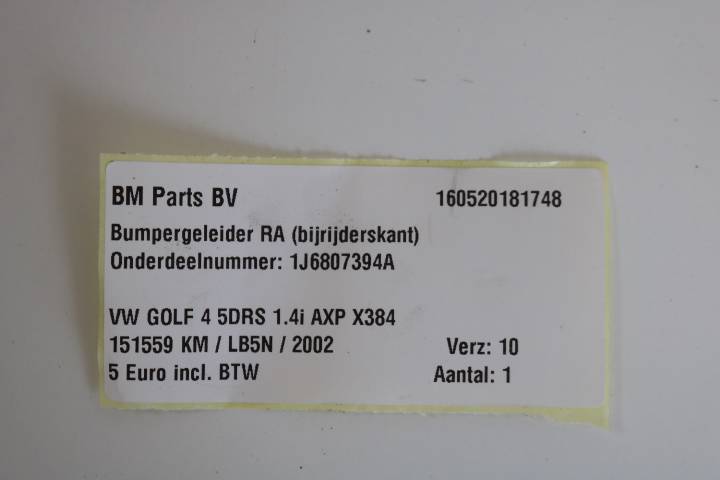 BM Parts BV 160520181748
Bumpergeleider RA (bijrijderskant)
Onderdeelnummer: 1J6807394A
VW GOLF 4 5DRS 1.4i AXP X384
151559 KM / LB5N / 2002 Verz: 10
5 Euro incl. BTW Aantal: 1